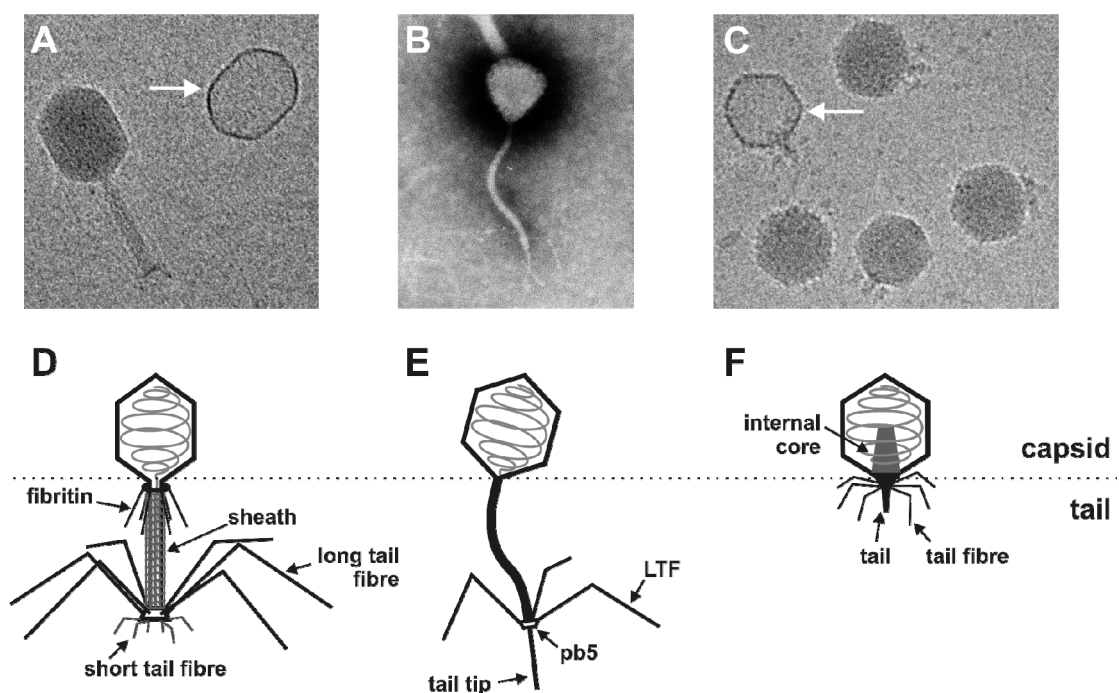 A
B
C
D
E
F
internal
core
capsid
fibritin
tail
sheath
long tail
fibre
tail
tail fibre
LTF
short tail fibre
pb5
tail tip